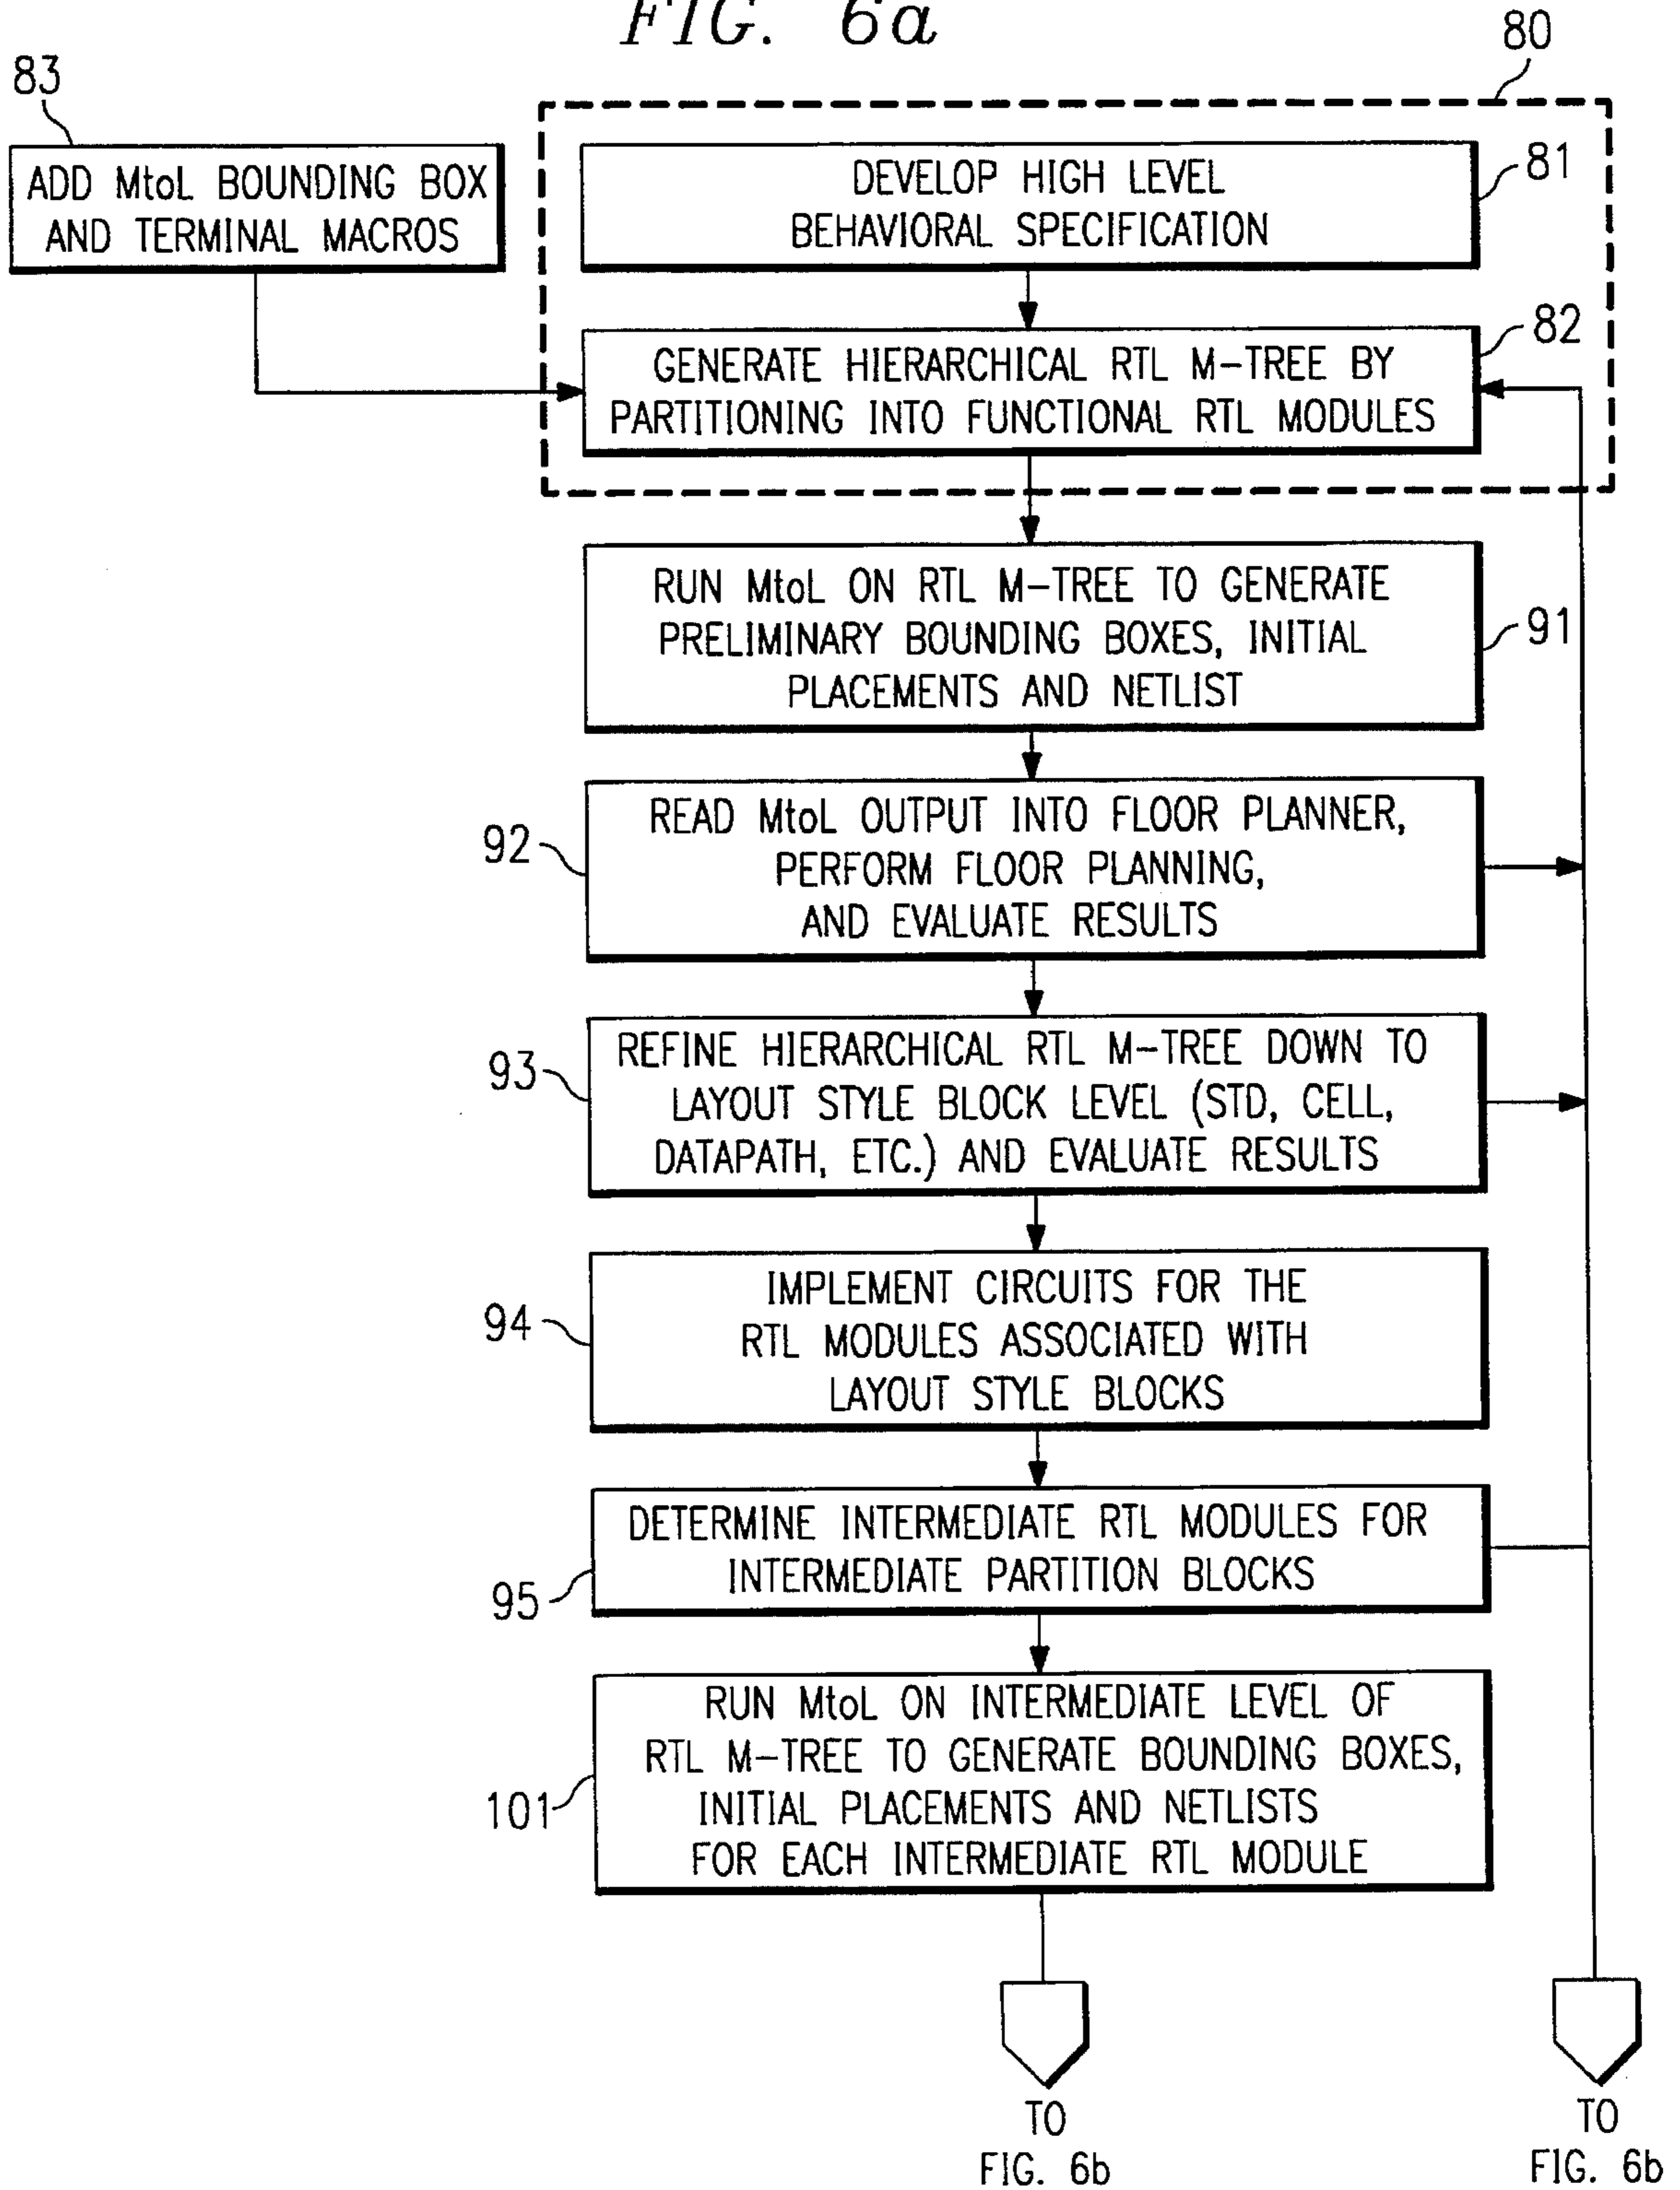 FIG. 6a
80
83
ADD MtoL BOUNDING BOX
AND TERMINAL MACROS
DEVELOP HIGH LEVEL
BEHAVIORAL SPECIFICATION
81
GENERATE HIERARCHICAL RTL M-TREE BY
PARTITIONING INTO FUNCTIONAL RTL MODULES
82
RUN MtoL ON RTL M-TREE TO GENERATE
PRELIMINARY BOUNDING BOXES, INITIAL
PLACEMENTS AND NETLIST
91
92
READ MtoL OUTPUT INTO FLOOR PLANNER,
PERFORM FLOOR PLANNING,
AND EVALUATE RESULTS
93
REFINE HIERARCHICAL RTL M-TREE DOWN TO
LAYOUT STYLE BLOCK LEVEL (STD, CELL,
DATAPATH, ETC.) AND EVALUATE RESULTS
94
IMPLEMENT CIRCUITS FOR THE
RTL MODULES ASSOCIATED WITH
LAYOUT STYLE BLOCKS
95
DETERMINE INTERMEDIATE RTL MODULES FOR
INTERMEDIATE PARTITION BLOCKS
101
RUN MtoL ON INTERMEDIATE LEVEL OF
RTL M-TREE TO GENERATE BOUNDING BOXES,
INITIAL PLACEMENTS AND NETLISTS
FOR EACH INTERMEDIATE RTL MODULE
TO
FIG. 6b
TO
FIG. 6b